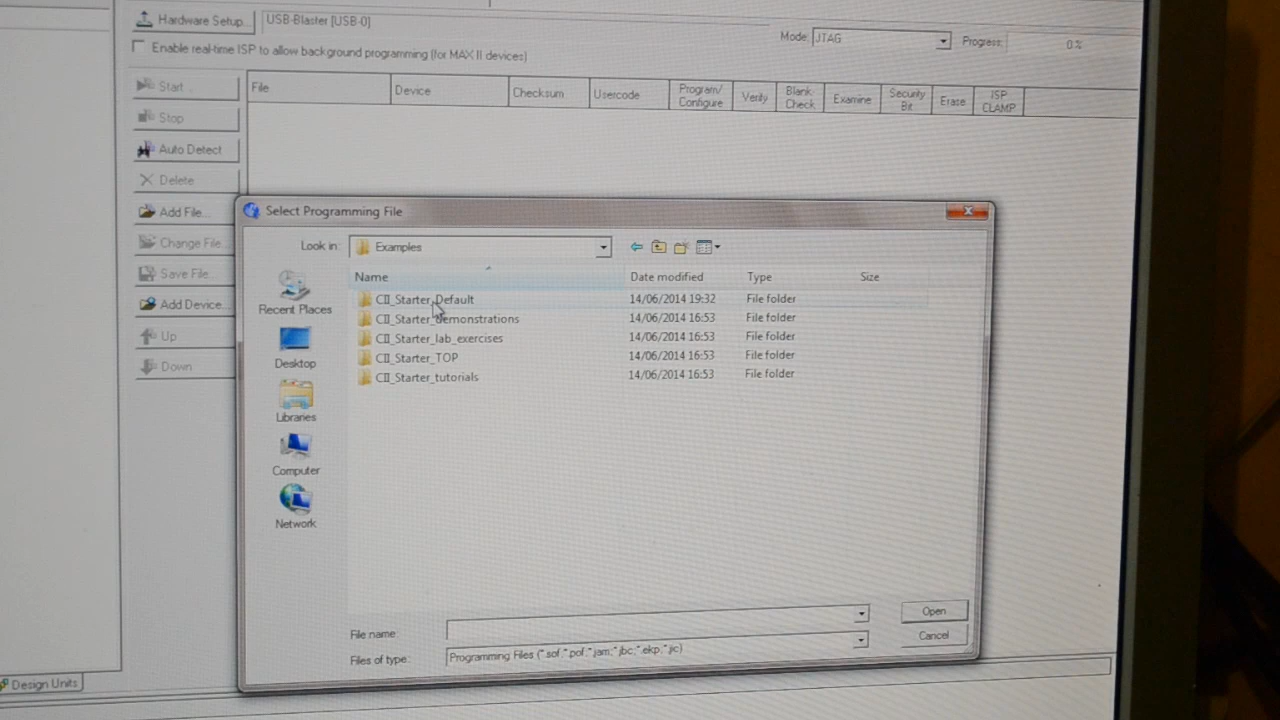 Hardware Setup... USB-Blaster [USB-0]
Mode: JTAG Progress: 0 %
Enable real-time ISP to allow background programming (for MAX II devices)
Start
File Device Checksum Usercode Program/ Configure Verify Blank- Check Examine Security Bit Erase ISP CLAMP
Stop
Auto Detect
Delete
Add File...
Change File...
Save File...
Add Device...
Up
Down
Select Programming File
Look in: Examples
Name Date modified Type Size
CII_Starter_Default 14/06/2014 19:32 File folder
CII_Starter_demonstrations 14/06/2014 16:53 File folder
CII_Starter_lab_exercises 14/06/2014 16:53 File folder
CII_Starter_TOP 14/06/2014 16:53 File folder
CII_Starter_tutorials 14/06/2014 16:53 File folder
Recent Places
Desktop
Libraries
Computer
Network
File name: Open
Files of type: Programming Files (*.sof;*.pof;*.jam;*.jbc;*.ekp;*.jic) Cancel
Design Units